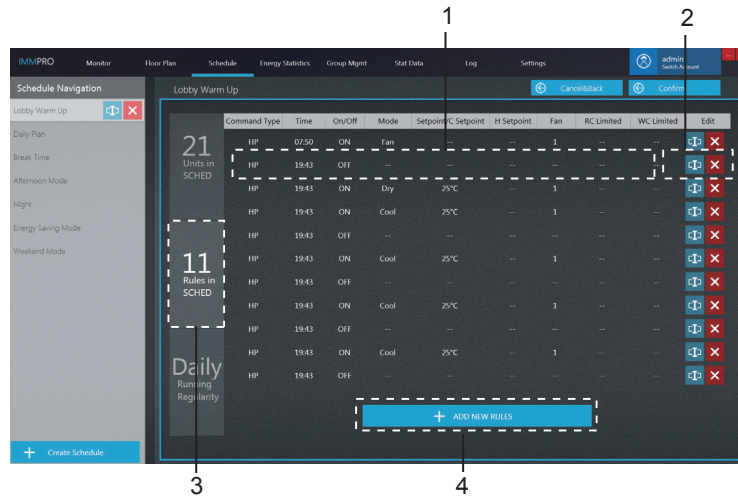 1 2
IMMPRO Monitor Floor Plan Schedule Energy Statistics Group Mgmt Stat Data Log Settings admin
Switch Account
Schedule Navigation Lobby Warm Up Cancel&Back Confirm
Lobby Warm Up
Daily Plan
Break Time
Afternoon Mode
Night
Energy Saving Mode
Weekend Mode
Create Schedule
21
Units in
SCHED
11
Rules in
SCHED
Daily
Running
Regularity
Command Type Time On/Off Mode Setpoint/C Setpoint H Setpoint Fan RC Limited WC Limited Edit
HP 07:50 ON Fan -- -- 1 -- --
HP 19:43 OFF -- -- -- -- -- --
HP 19:43 ON Dry 25°C -- 1 -- --
HP 19:43 ON Cool 25°C -- 1 -- --
HP 19:43 OFF -- -- -- -- -- --
HP 19:43 ON Cool 25°C -- 1 -- --
HP 19:43 OFF -- -- -- -- -- --
HP 19:43 ON Cool 25°C -- 1 -- --
HP 19:43 OFF -- -- -- -- -- --
HP 19:43 ON Cool 25°C -- 1 -- --
HP 19:43 OFF -- -- -- -- -- --
+ ADD NEW RULES
3 4